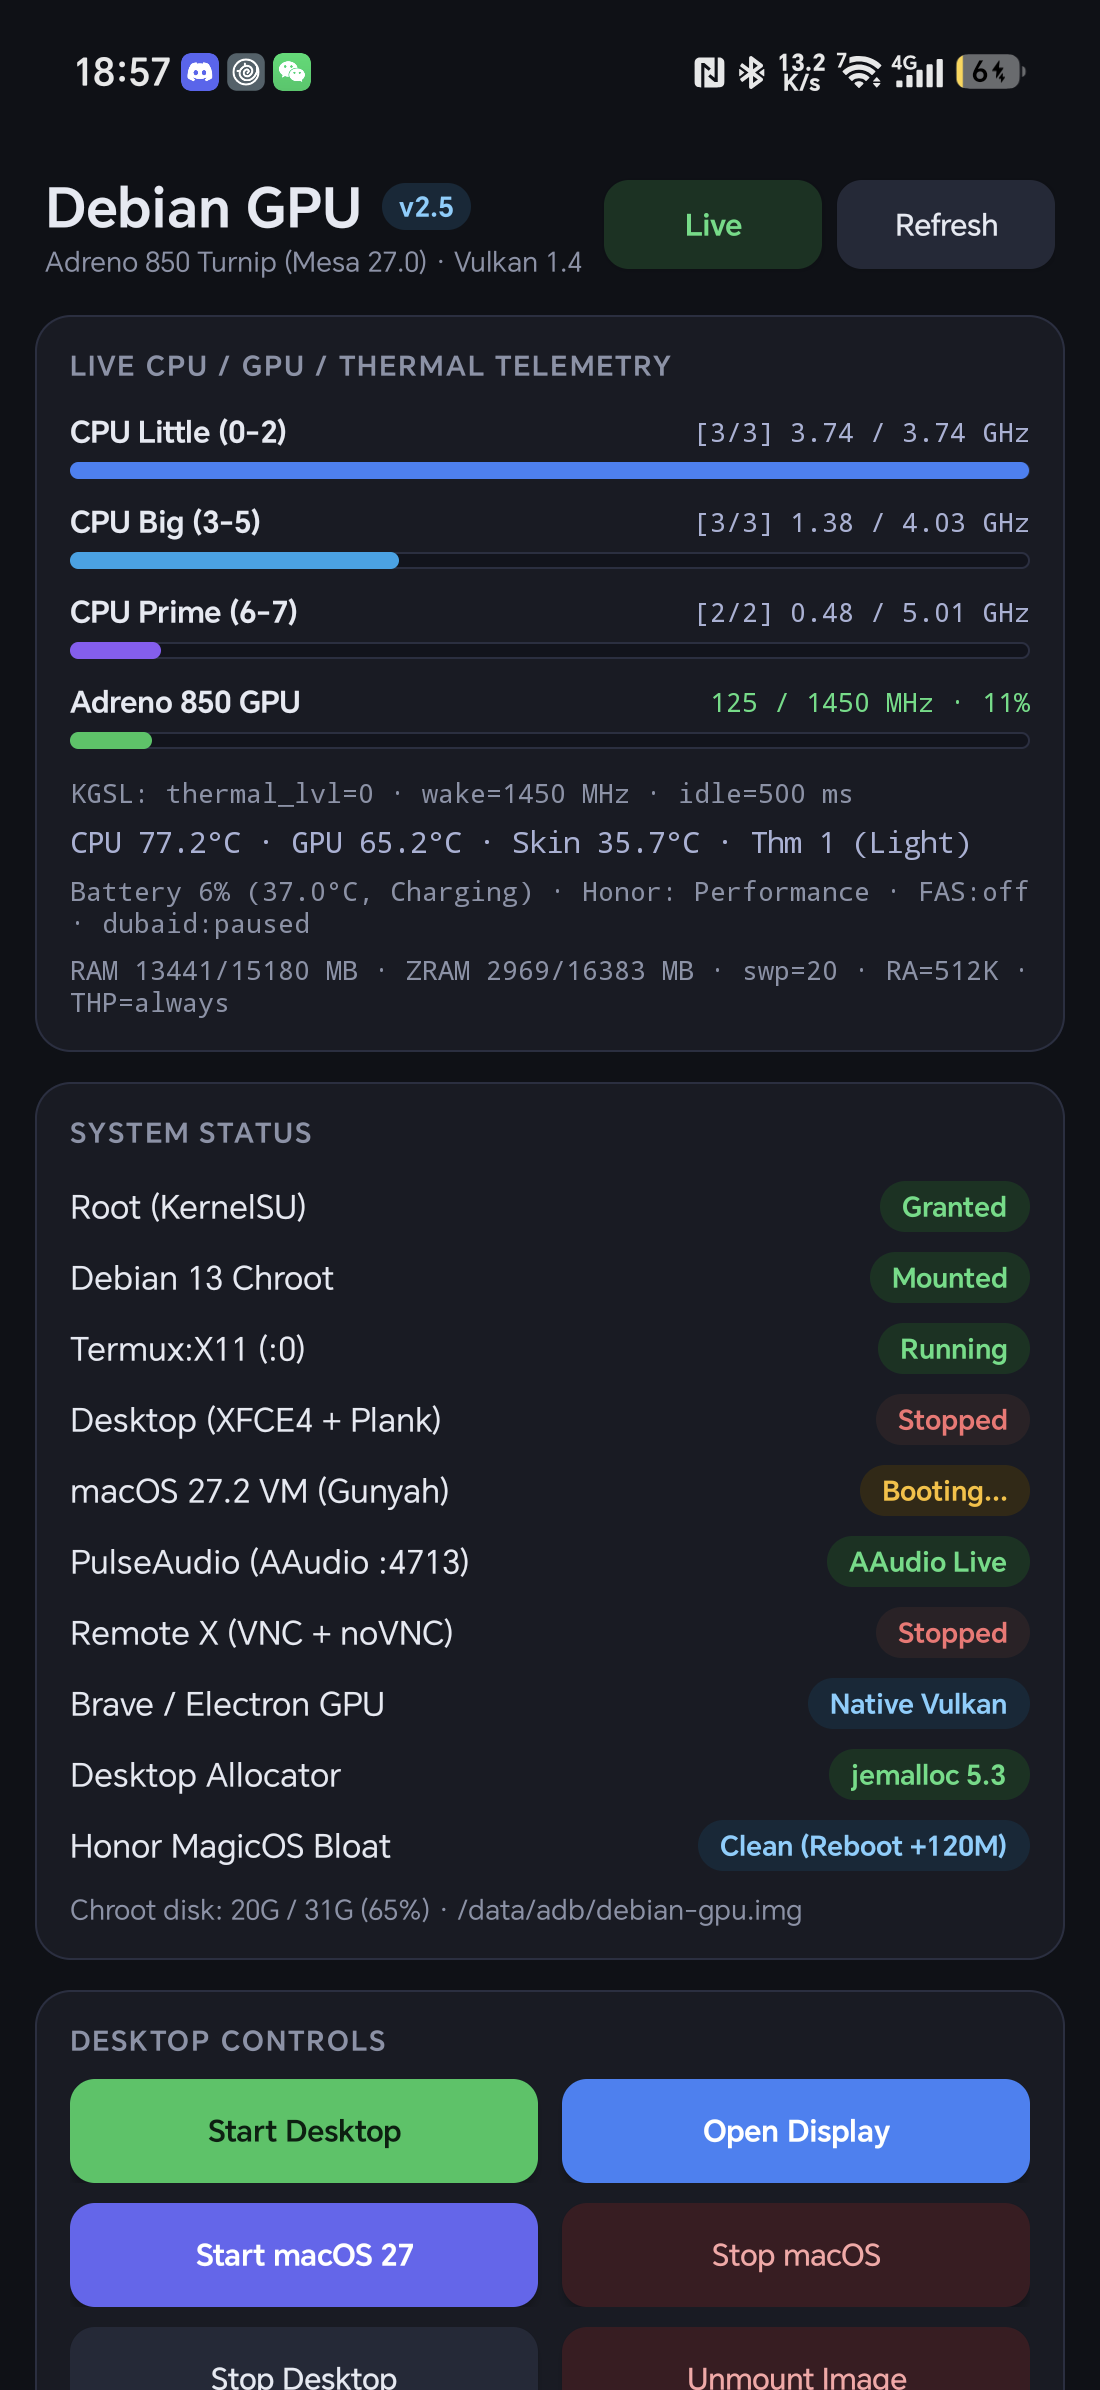 18:57
13.2 K/s
7
4G
6
Debian GPU v2.5
Adreno 850 Turnip (Mesa 27.0) · Vulkan 1.4
Live
Refresh
LIVE CPU / GPU / THERMAL TELEMETRY
CPU Little (0-2) [3/3] 3.74 / 3.74 GHz
CPU Big (3-5) [3/3] 1.38 / 4.03 GHz
CPU Prime (6-7) [2/2] 0.48 / 5.01 GHz
Adreno 850 GPU 125 / 1450 MHz · 11%
KGSL: thermal_lvl=0 · wake=1450 MHz · idle=500 ms
CPU 77.2°C · GPU 65.2°C · Skin 35.7°C · Thm 1 (Light)
Battery 6% (37.0°C, Charging) · Honor: Performance · FAS:off
· dubaid:paused
RAM 13441/15180 MB · ZRAM 2969/16383 MB · swp=20 · RA=512K ·
THP=always
SYSTEM STATUS
Root (KernelSU) Granted
Debian 13 Chroot Mounted
Termux:X11 (:0) Running
Desktop (XFCE4 + Plank) Stopped
macOS 27.2 VM (Gunyah) Booting...
PulseAudio (AAudio :4713) AAudio Live
Remote X (VNC + noVNC) Stopped
Brave / Electron GPU Native Vulkan
Desktop Allocator jemalloc 5.3
Honor MagicOS Bloat Clean (Reboot +120M)
Chroot disk: 20G / 31G (65%) · /data/adb/debian-gpu.img
DESKTOP CONTROLS
Start Desktop
Open Display
Start macOS 27
Stop macOS
Stop Desktop
Unmount Image